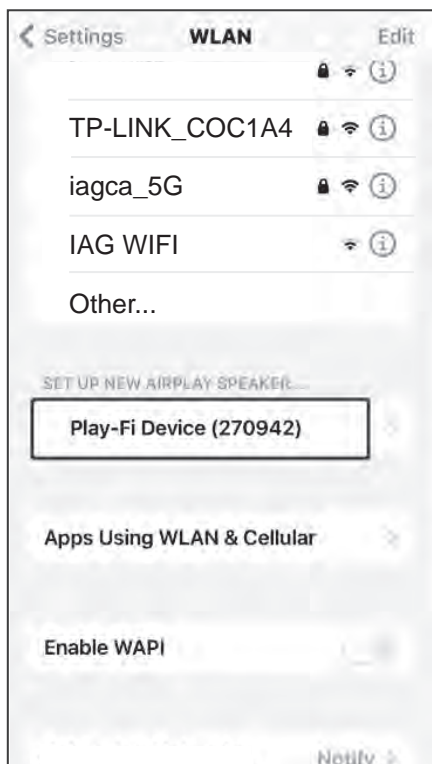 Settings WLAN Edit
TP-LINK_COC1A4
iagca_5G
IAG WIFI
Other...
SET UP NEW AIRPLAY SPEAKER...
Play-Fi Device (270942)
Apps Using WLAN & Cellular
Enable WAPI
Notify